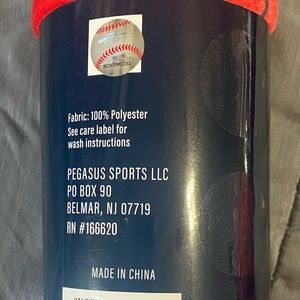 Fabric: 100% Polyester
See care label for
wash instructions
PEGASUS SPORTS LLC
PO BOX 90
BELMAR, NJ 07719
RN #166620
MADE IN CHINA